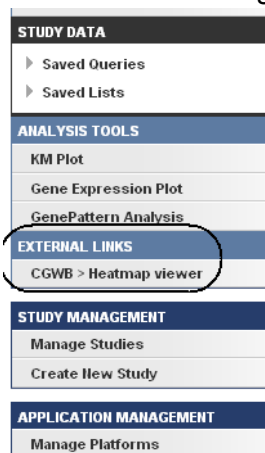 STUDY DATA
Saved Queries
Saved Lists
ANALYSIS TOOLS
KM Plot
Gene Expression Plot
GenePattern Analysis
EXTERNAL LINKS
CGWB > Heatmap viewer
STUDY MANAGEMENT
Manage Studies
Create New Study
APPLICATION MANAGEMENT
Manage Platforms